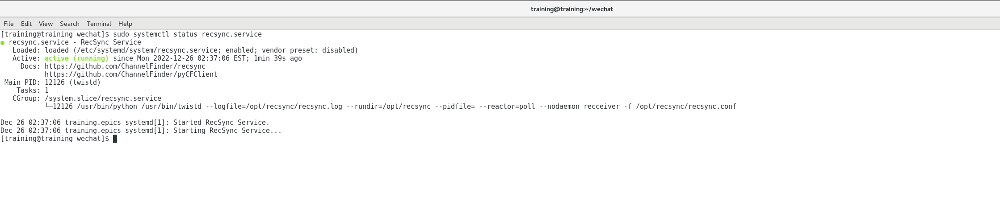 training@training:~/wechat
File Edit View Search Terminal Help
[training@training wechat]$ sudo systemctl status recsync.service
● recsync.service - RecSync Service
   Loaded: loaded (/etc/systemd/system/recsync.service; enabled; vendor preset: disabled)
   Active: active (running) since Mon 2022-12-26 02:37:06 EST; 1min 39s ago
     Docs: https://github.com/ChannelFinder/recsync
           https://github.com/ChannelFinder/pyCFClient
 Main PID: 12126 (twistd)
    Tasks: 1
   CGroup: /system.slice/recsync.service
           └─12126 /usr/bin/python /usr/bin/twistd --logfile=/opt/recsync/recsync.log --rundir=/opt/recsync --pidfile= --reactor=poll --nodaemon recceiver -f /opt/recsync/recsync.conf
Dec 26 02:37:06 training.epics systemd[1]: Started RecSync Service.
Dec 26 02:37:06 training.epics systemd[1]: Starting RecSync Service...
[training@training wechat]$